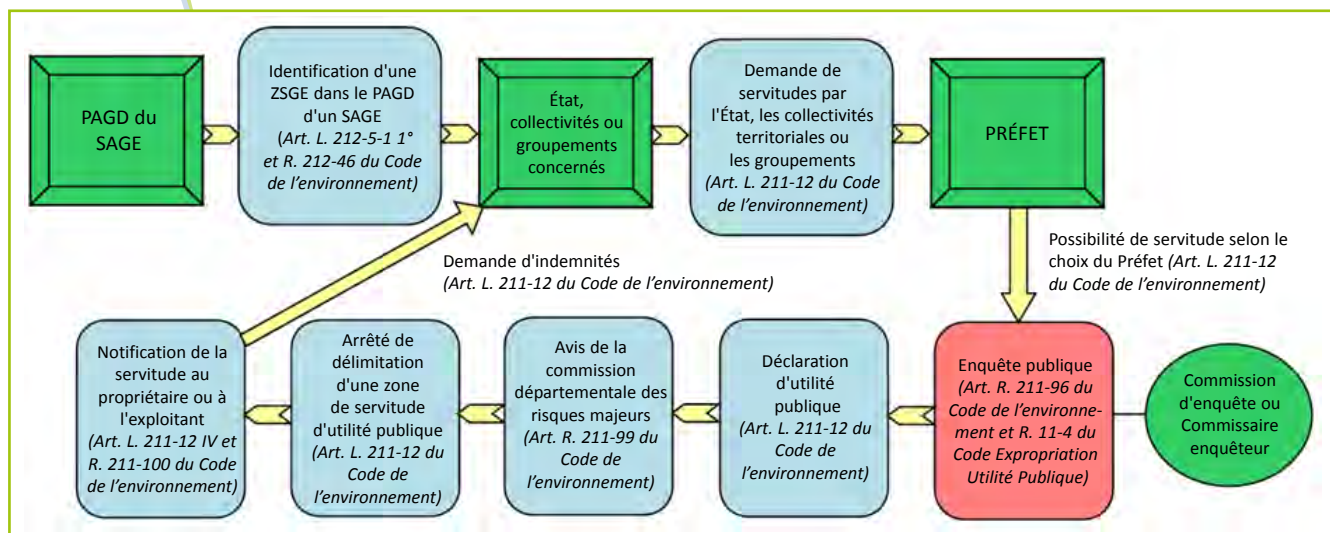 PAGD du
SAGE
Identification d'une
ZSGE dans le PAGD
d'un SAGE
(Art. L. 212-5-1 1°
et R. 212-46 du Code
de l'environnement)
État,
collectivités ou
groupements
concernés
Demande de
servitudes par
l'État, les collectivités
territoriales ou
les groupements
(Art. L. 211-12 du Code
de l'environnement)
PRÉFET
Possibilité de servitude selon le
choix du Préfet (Art. L. 211-12
du Code de l'environnement)
Demande d'indemnités
(Art. L. 211-12 du Code de l'environnement)
Notification de la
servitude au
propriétaire ou à
l'exploitant
(Art. L. 211-12 IV et
R. 211-100 du Code
de l'environnement)
Arrêté de
délimitation
d'une zone
de servitude
d'utilité publique
(Art. L. 211-12 du
Code de
l'environnement)
Avis de la
commission
départementale des
risques majeurs
(Art. R. 211-99 du
Code de
l'environnement)
Déclaration
d'utilité
publique
(Art. L. 211-12 du
Code de
l'environnement)
Enquête publique
(Art. R. 211-96 du
Code de l'environne-
ment et R. 11-4 du
Code Expropriation
Utilité Publique)
Commission
d'enquête ou
Commissaire
enquêteur